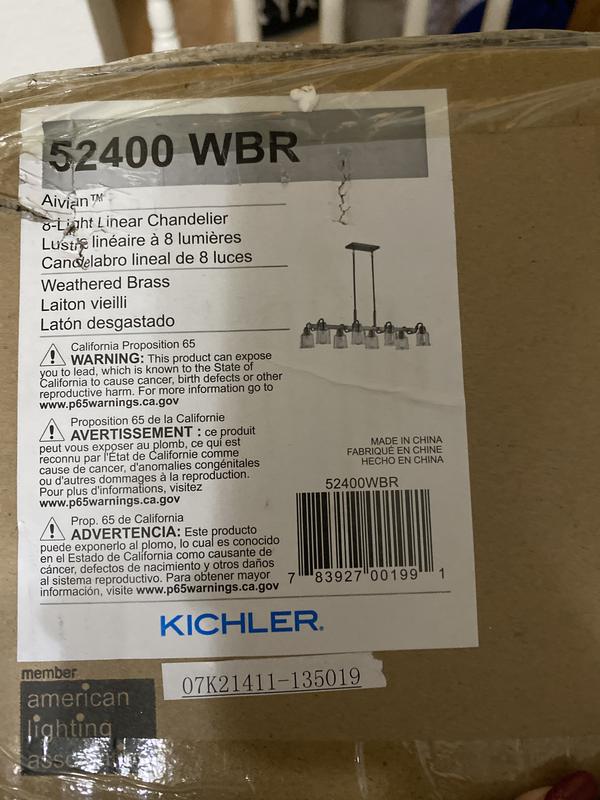 52400 WBR
Aivian™
8-Light Linear Chandelier
Lustre linéaire à 8 lumières
Candelabro lineal de 8 luces
Weathered Brass
Laiton vieilli
Latón desgastado
California Proposition 65
WARNING: This product can expose
you to lead, which is known to the State of
California to cause cancer, birth defects or other
reproductive harm. For more information go to
www.p65warnings.ca.gov
Proposition 65 de la Californie
AVERTISSEMENT : ce produit
peut vous exposer au plomb, ce qui est
reconnu par l'État de Californie comme
cause de cancer, d'anomalies congénitales
ou d'autres dommages à la reproduction.
Pour plus d'informations, visitez
www.p65warnings.ca.gov
Prop. 65 de California
ADVERTENCIA: Este producto
puede exponerlo al plomo, lo cual es conocido
en el Estado de California como causante de
cáncer, defectos de nacimiento y otros daños
al sistema reproductivo. Para obtener mayor
información, visite www.p65warnings.ca.gov
MADE IN CHINA
FABRIQUÉ EN CHINE
HECHO EN CHINA
52400WBR
7 83927 00199 1
KICHLER®
07K21411-135019
member
american
lighting